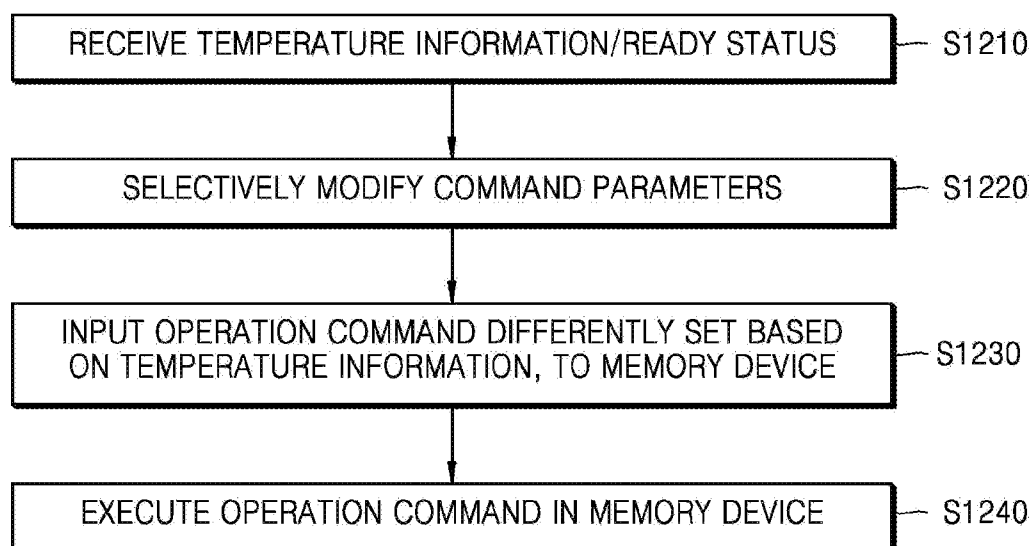 RECEIVE TEMPERATURE INFORMATION/READY STATUS
S1210
SELECTIVELY MODIFY COMMAND PARAMETERS
S1220
INPUT OPERATION COMMAND DIFFERENTLY SET BASED
ON TEMPERATURE INFORMATION, TO MEMORY DEVICE
S1230
EXECUTE OPERATION COMMAND IN MEMORY DEVICE
S1240